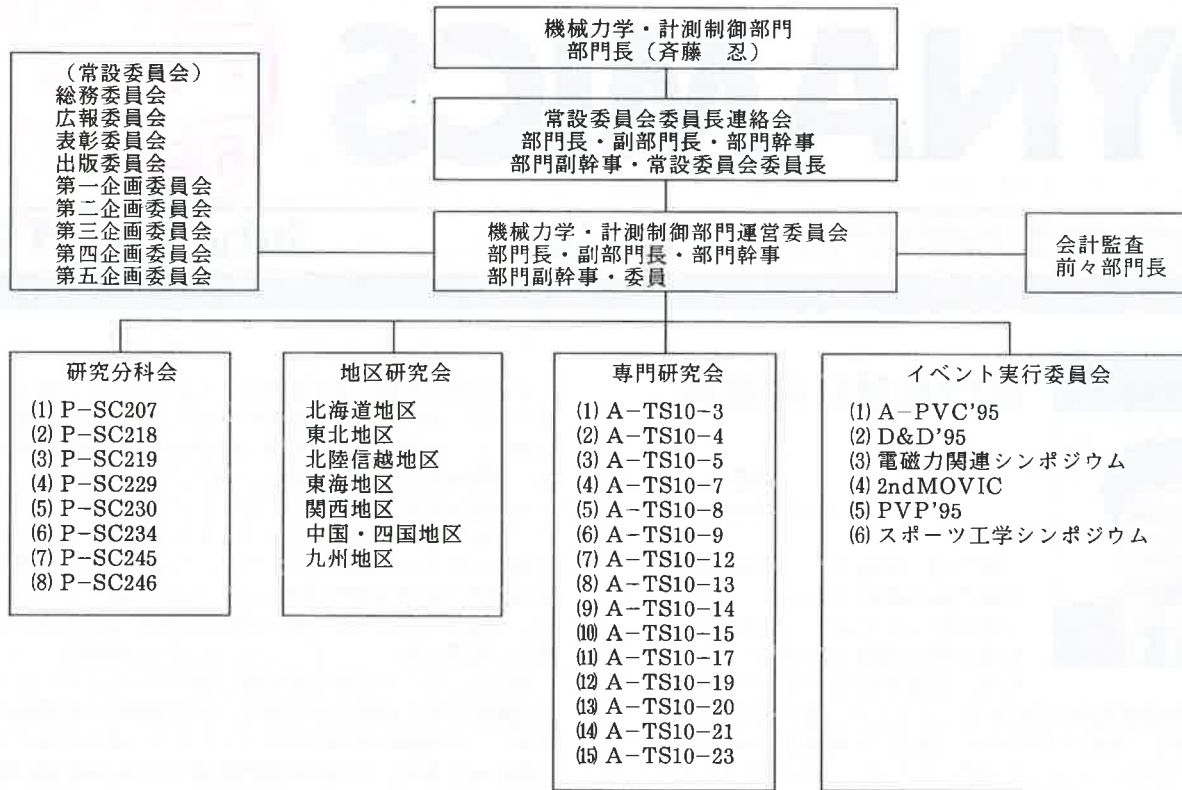 機械力学・計測制御部門
部門長（斉藤　忍）
（常設委員会）
総務委員会
広報委員会
表彰委員会
出版委員会
第一企画委員会
第二企画委員会
第三企画委員会
第四企画委員会
第五企画委員会
常設委員会委員長連絡会
部門長・副部門長・部門幹事
部門副幹事・常設委員会委員長
機械力学・計測制御部門運営委員会
部門長・副部門長・部門幹事
部門副幹事・委員
会計監査
前々部門長
研究分科会
(1) P-SC207
(2) P-SC218
(3) P-SC219
(4) P-SC229
(5) P-SC230
(6) P-SC234
(7) P-SC245
(8) P-SC246
地区研究会
北海道地区
東北地区
北陸信越地区
東海地区
関西地区
中国・四国地区
九州地区
専門研究会
(1) A-TS10-3
(2) A-TS10-4
(3) A-TS10-5
(4) A-TS10-7
(5) A-TS10-8
(6) A-TS10-9
(7) A-TS10-12
(8) A-TS10-13
(9) A-TS10-14
(10) A-TS10-15
(11) A-TS10-17
(12) A-TS10-19
(13) A-TS10-20
(14) A-TS10-21
(15) A-TS10-23
イベント実行委員会
(1) A-PVC'95
(2) D&D'95
(3) 電磁力関連シンポジウム
(4) 2ndMOVIC
(5) PVP'95
(6) スポーツ工学シンポジウム